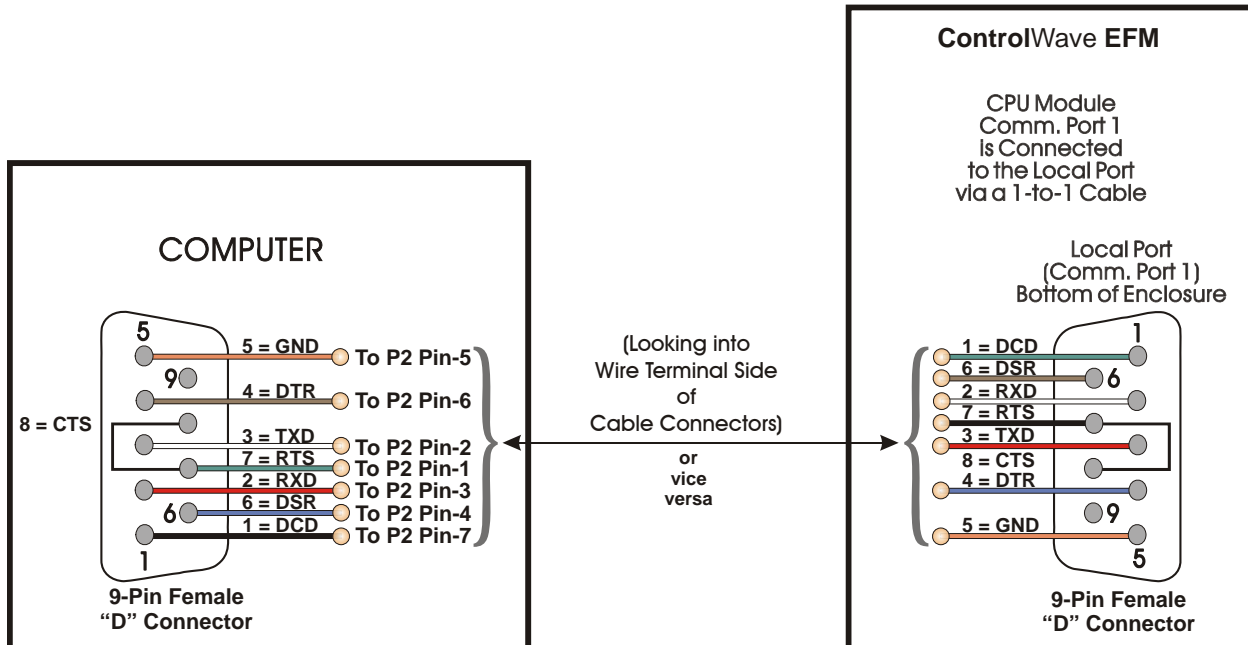 ControlWave EFM
CPU Module
Comm. Port 1
is Connected
to the Local Port
via a 1-to-1 Cable
COMPUTER
Local Port
(Comm. Port 1)
Bottom of Enclosure
5
5 = GND
To P2 Pin-5
9
4 = DTR
To P2 Pin-6
8 = CTS
3 = TXD
To P2 Pin-2
7 = RTS
To P2 Pin-1
2 = RXD
To P2 Pin-3
6
6 = DSR
To P2 Pin-4
1 = DCD
To P2 Pin-7
1
9-Pin Female
“D” Connector
(Looking into
Wire Terminal Side
of
Cable Connectors)
or
vice
versa
1
1 = DCD
6 = DSR
6
2 = RXD
7 = RTS
3 = TXD
8 = CTS
4 = DTR
9
5 = GND
5
9-Pin Female
“D” Connector